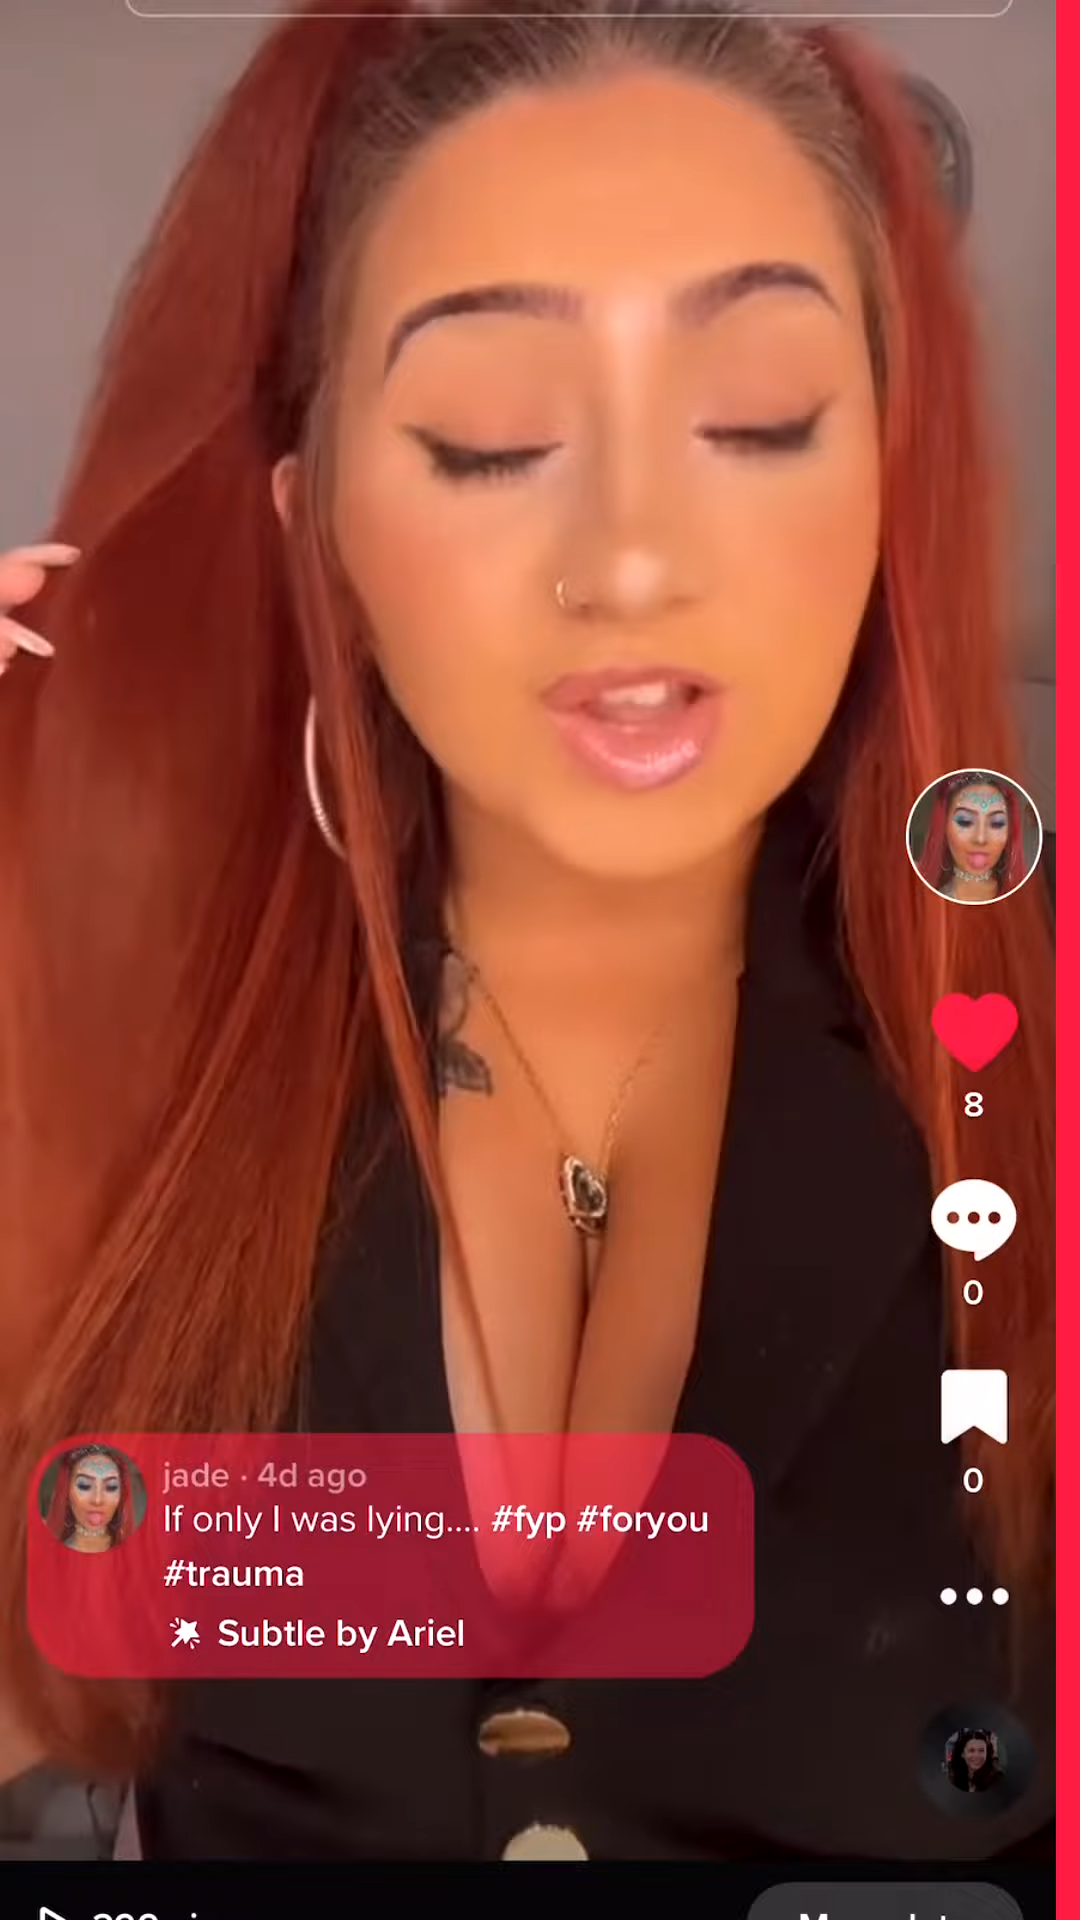 8
0
0
jade · 4d ago
If only I was lying.... #fyp #foryou
#trauma
Subtle by Ariel